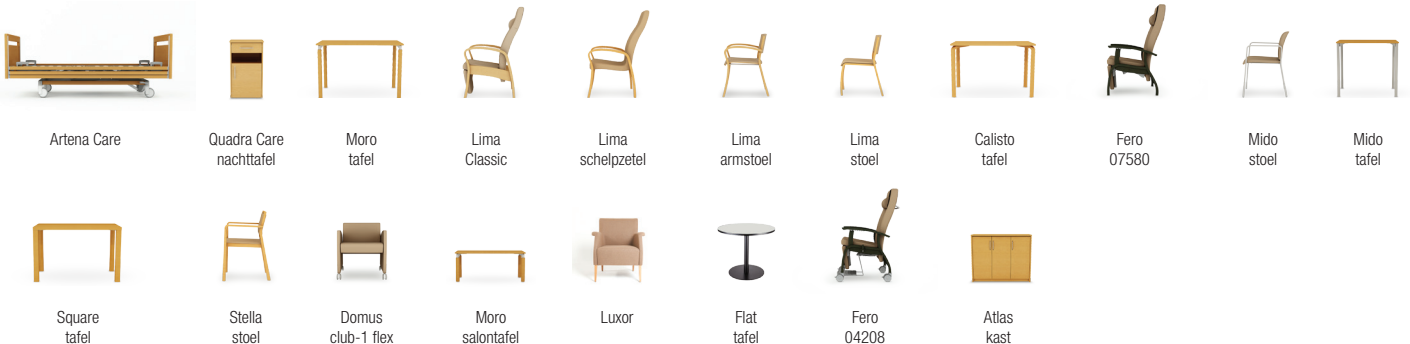 Artena Care
Quadra Care
nachttafel
Moro
tafel
Lima
Classic
Lima
schelpzetel
Lima
armstoel
Lima
stoel
Calisto
tafel
Fero
07580
Mido
stoel
Mido
tafel
Square
tafel
Stella
stoel
Domus
club-1 flex
Moro
salontafel
Luxor
Flat
tafel
Fero
04208
Atlas
kast